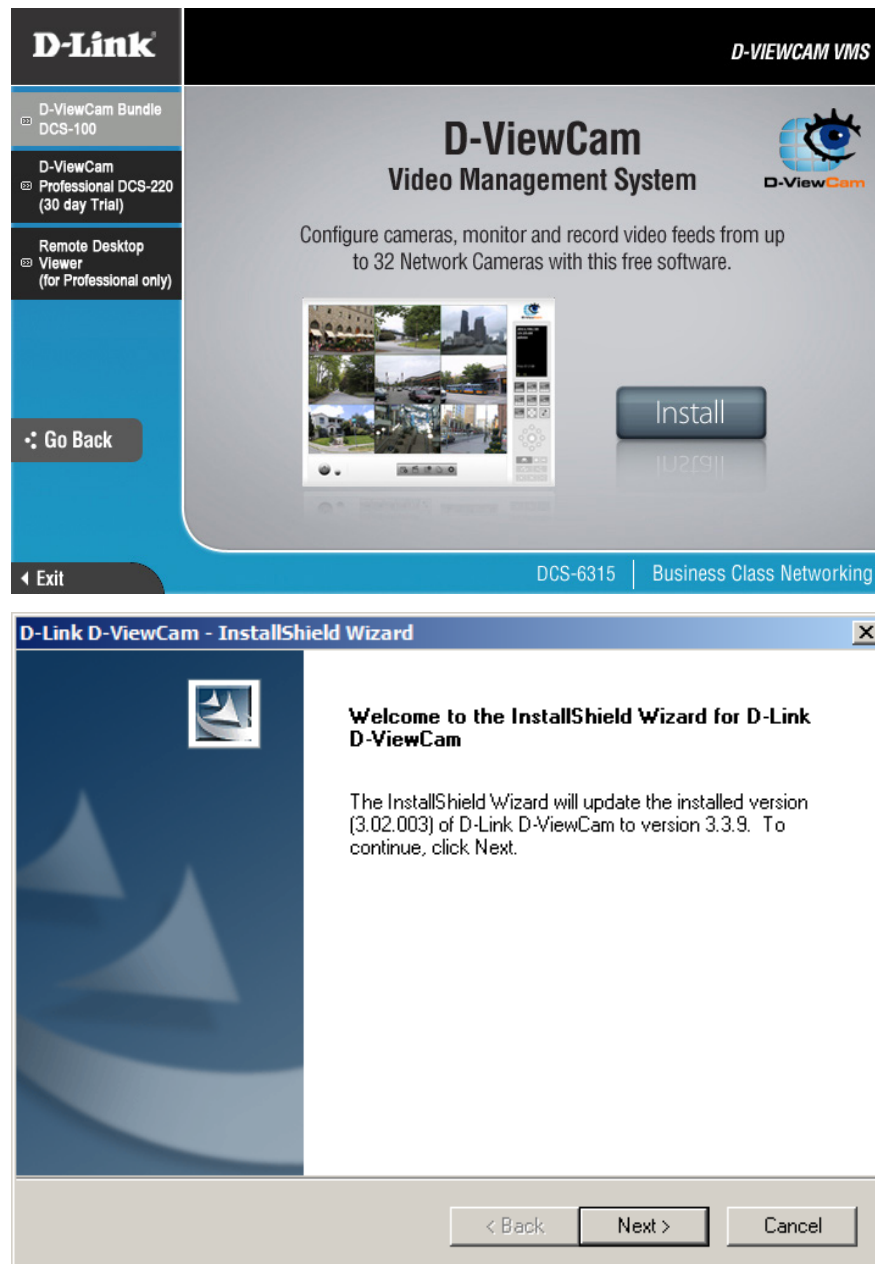 D-Link
D-VIEWCAM VMS
D-ViewCam Bundle
DCS-100
D-ViewCam
Professional DCS-220
(30 day Trial)
Remote Desktop
Viewer
(for Professional only)
Go Back
Exit
D-ViewCam
Video Management System
D-ViewCam
Configure cameras, monitor and record video feeds from up
to 32 Network Cameras with this free software.
Install
DCS-6315
Business Class Networking
D-Link D-ViewCam - InstallShield Wizard
Welcome to the InstallShield Wizard for D-Link
D-ViewCam
The InstallShield Wizard will update the installed version
(3.02.003) of D-Link D-ViewCam to version 3.3.9. To
continue, click Next.
< Back
Next >
Cancel